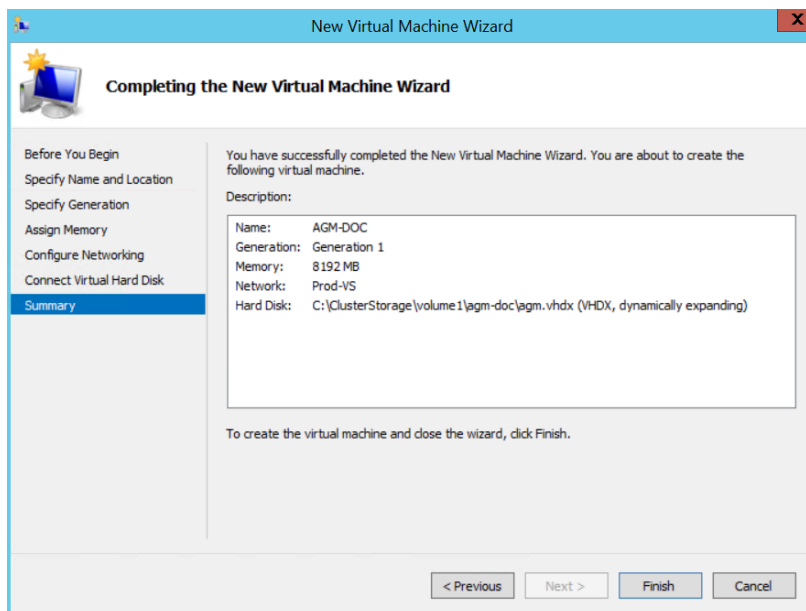 New Virtual Machine Wizard
X
Completing the New Virtual Machine Wizard
Before You Begin
Specify Name and Location
Specify Generation
Assign Memory
Configure Networking
Connect Virtual Hard Disk
Summary
You have successfully completed the New Virtual Machine Wizard. You are about to create the
following virtual machine.
Description:
Name: AGM-DOC
Generation: Generation 1
Memory: 8192 MB
Network: Prod-VS
Hard Disk: C:\ClusterStorage\volume1\agm-doc\agm.vhdx (VHDX, dynamically expanding)
To create the virtual machine and close the wizard, click Finish.
< Previous Next > Finish Cancel